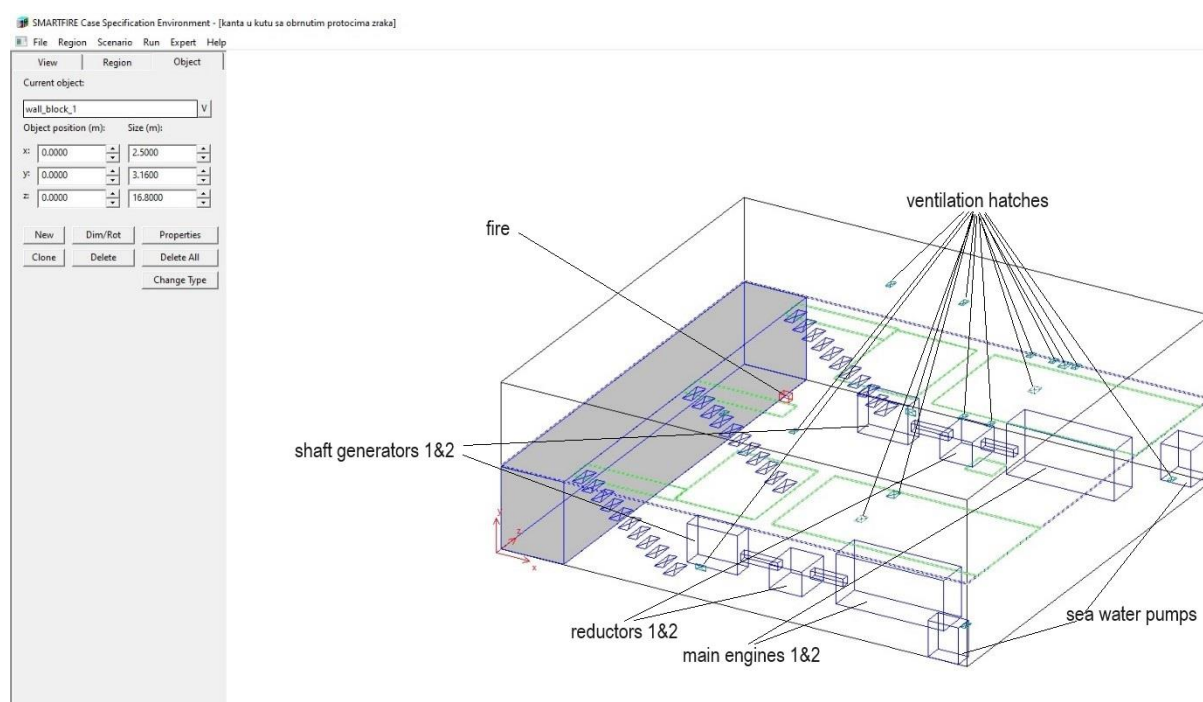 SMARTFIRE Case Specification Environment - [kanta u kutu sa obrnutim protocima zraka]
File Region Scenario Run Expert Help
View Region Object
Current object:
wall_block_1 V
Object position (m): Size (m):
x: 0.0000 2.5000
y: 0.0000 3.1600
z: 0.0000 16.8000
New Dim/Rot Properties
Clone Delete Delete All
Change Type
ventilation hatches
fire
shaft generators 1&2
y
z
x
sea water pumps
reductors 1&2
main engines 1&2